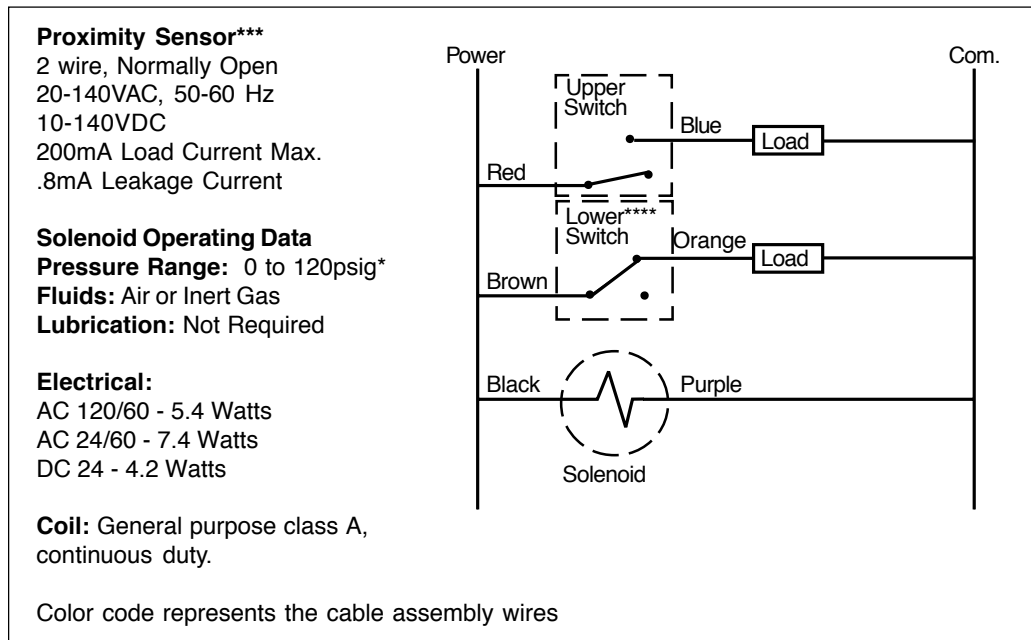 Proximity Sensor***
2 wire, Normally Open
20-140VAC, 50-60 Hz
10-140VDC
200mA Load Current Max.
.8mA Leakage Current
Solenoid Operating Data
Pressure Range: 0 to 120psig*
Fluids: Air or Inert Gas
Lubrication: Not Required
Electrical:
AC 120/60 - 5.4 Watts
AC 24/60 - 7.4 Watts
DC 24 - 4.2 Watts
Coil: General purpose class A,
continuous duty.
Color code represents the cable assembly wires
Power
Com.
Upper
Switch
Blue
Load
Red
Lower****
Switch
Orange
Load
Brown
Black
Purple
Solenoid